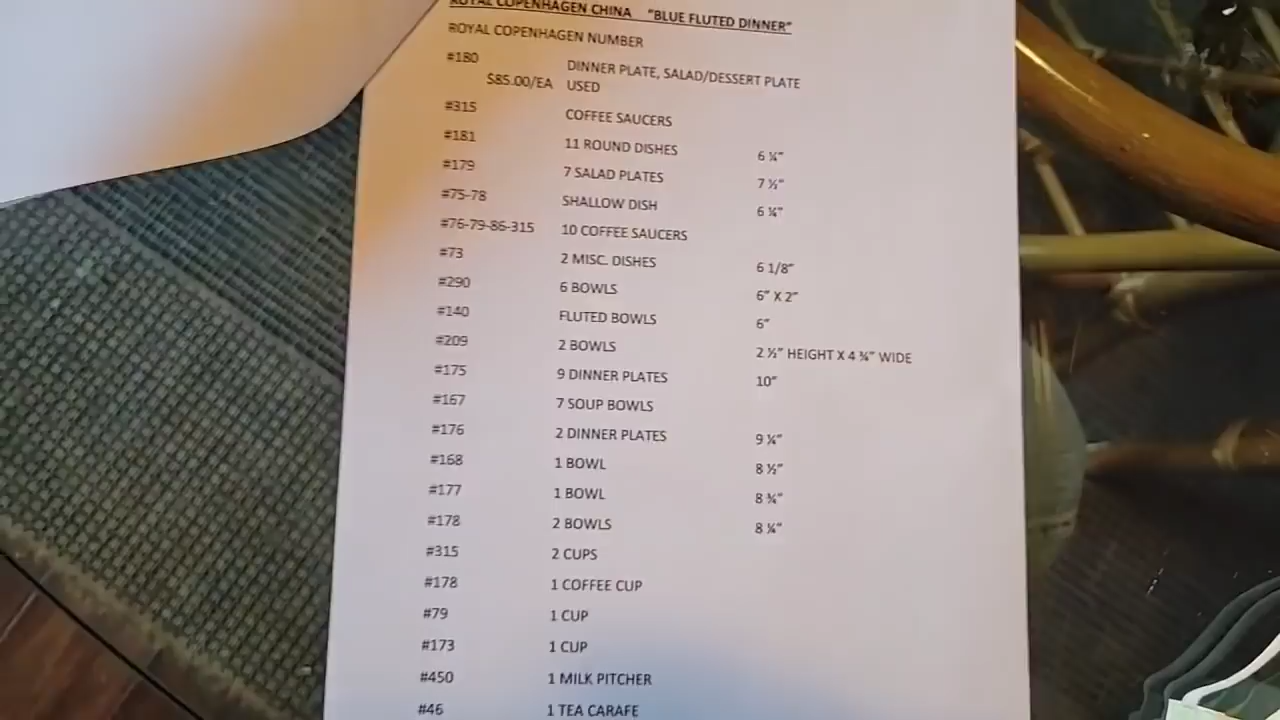 ROYAL COPENHAGEN CHINA "BLUE FLUTED DINNER"
ROYAL COPENHAGEN NUMBER
#180 DINNER PLATE, SALAD/DESSERT PLATE
$85.00/EA USED
#315 COFFEE SAUCERS
#181 11 ROUND DISHES 6 ¼"
#179 7 SALAD PLATES 7 ½"
#75-78 SHALLOW DISH 6 ¼"
#76-79-86-315 10 COFFEE SAUCERS
#73 2 MISC. DISHES 6 1/8"
#290 6 BOWLS 6" X 2"
#140 FLUTED BOWLS 6"
#209 2 BOWLS 2 ½" HEIGHT X 4 ¾" WIDE
#175 9 DINNER PLATES 10"
#167 7 SOUP BOWLS
#176 2 DINNER PLATES 9 ¼"
#168 1 BOWL 8 ½"
#177 1 BOWL 8 ¾"
#178 2 BOWLS 8 ¼"
#315 2 CUPS
#178 1 COFFEE CUP
#79 1 CUP
#173 1 CUP
#450 1 MILK PITCHER
#46 1 TEA CARAFE